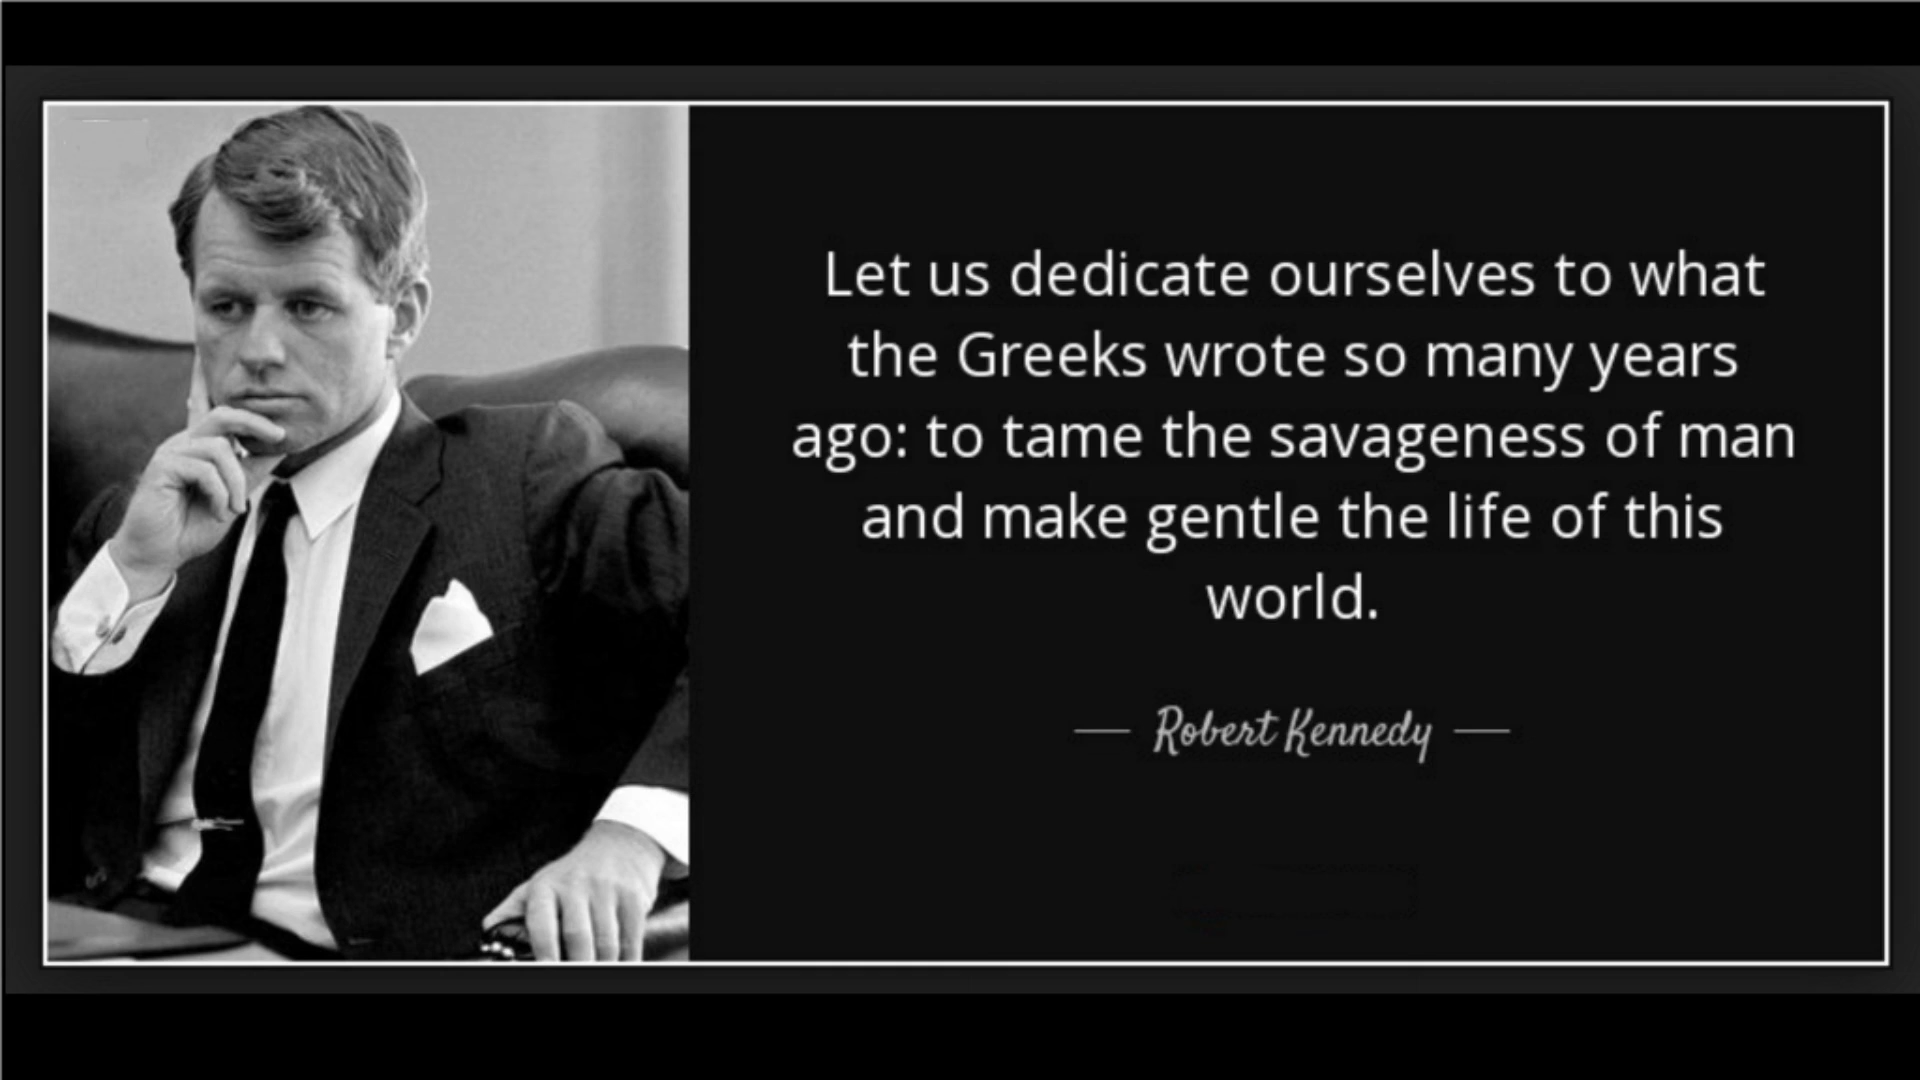 Let us dedicate ourselves to what
the Greeks wrote so many years
ago: to tame the savageness of man
and make gentle the life of this
world.
— Robert Kennedy —